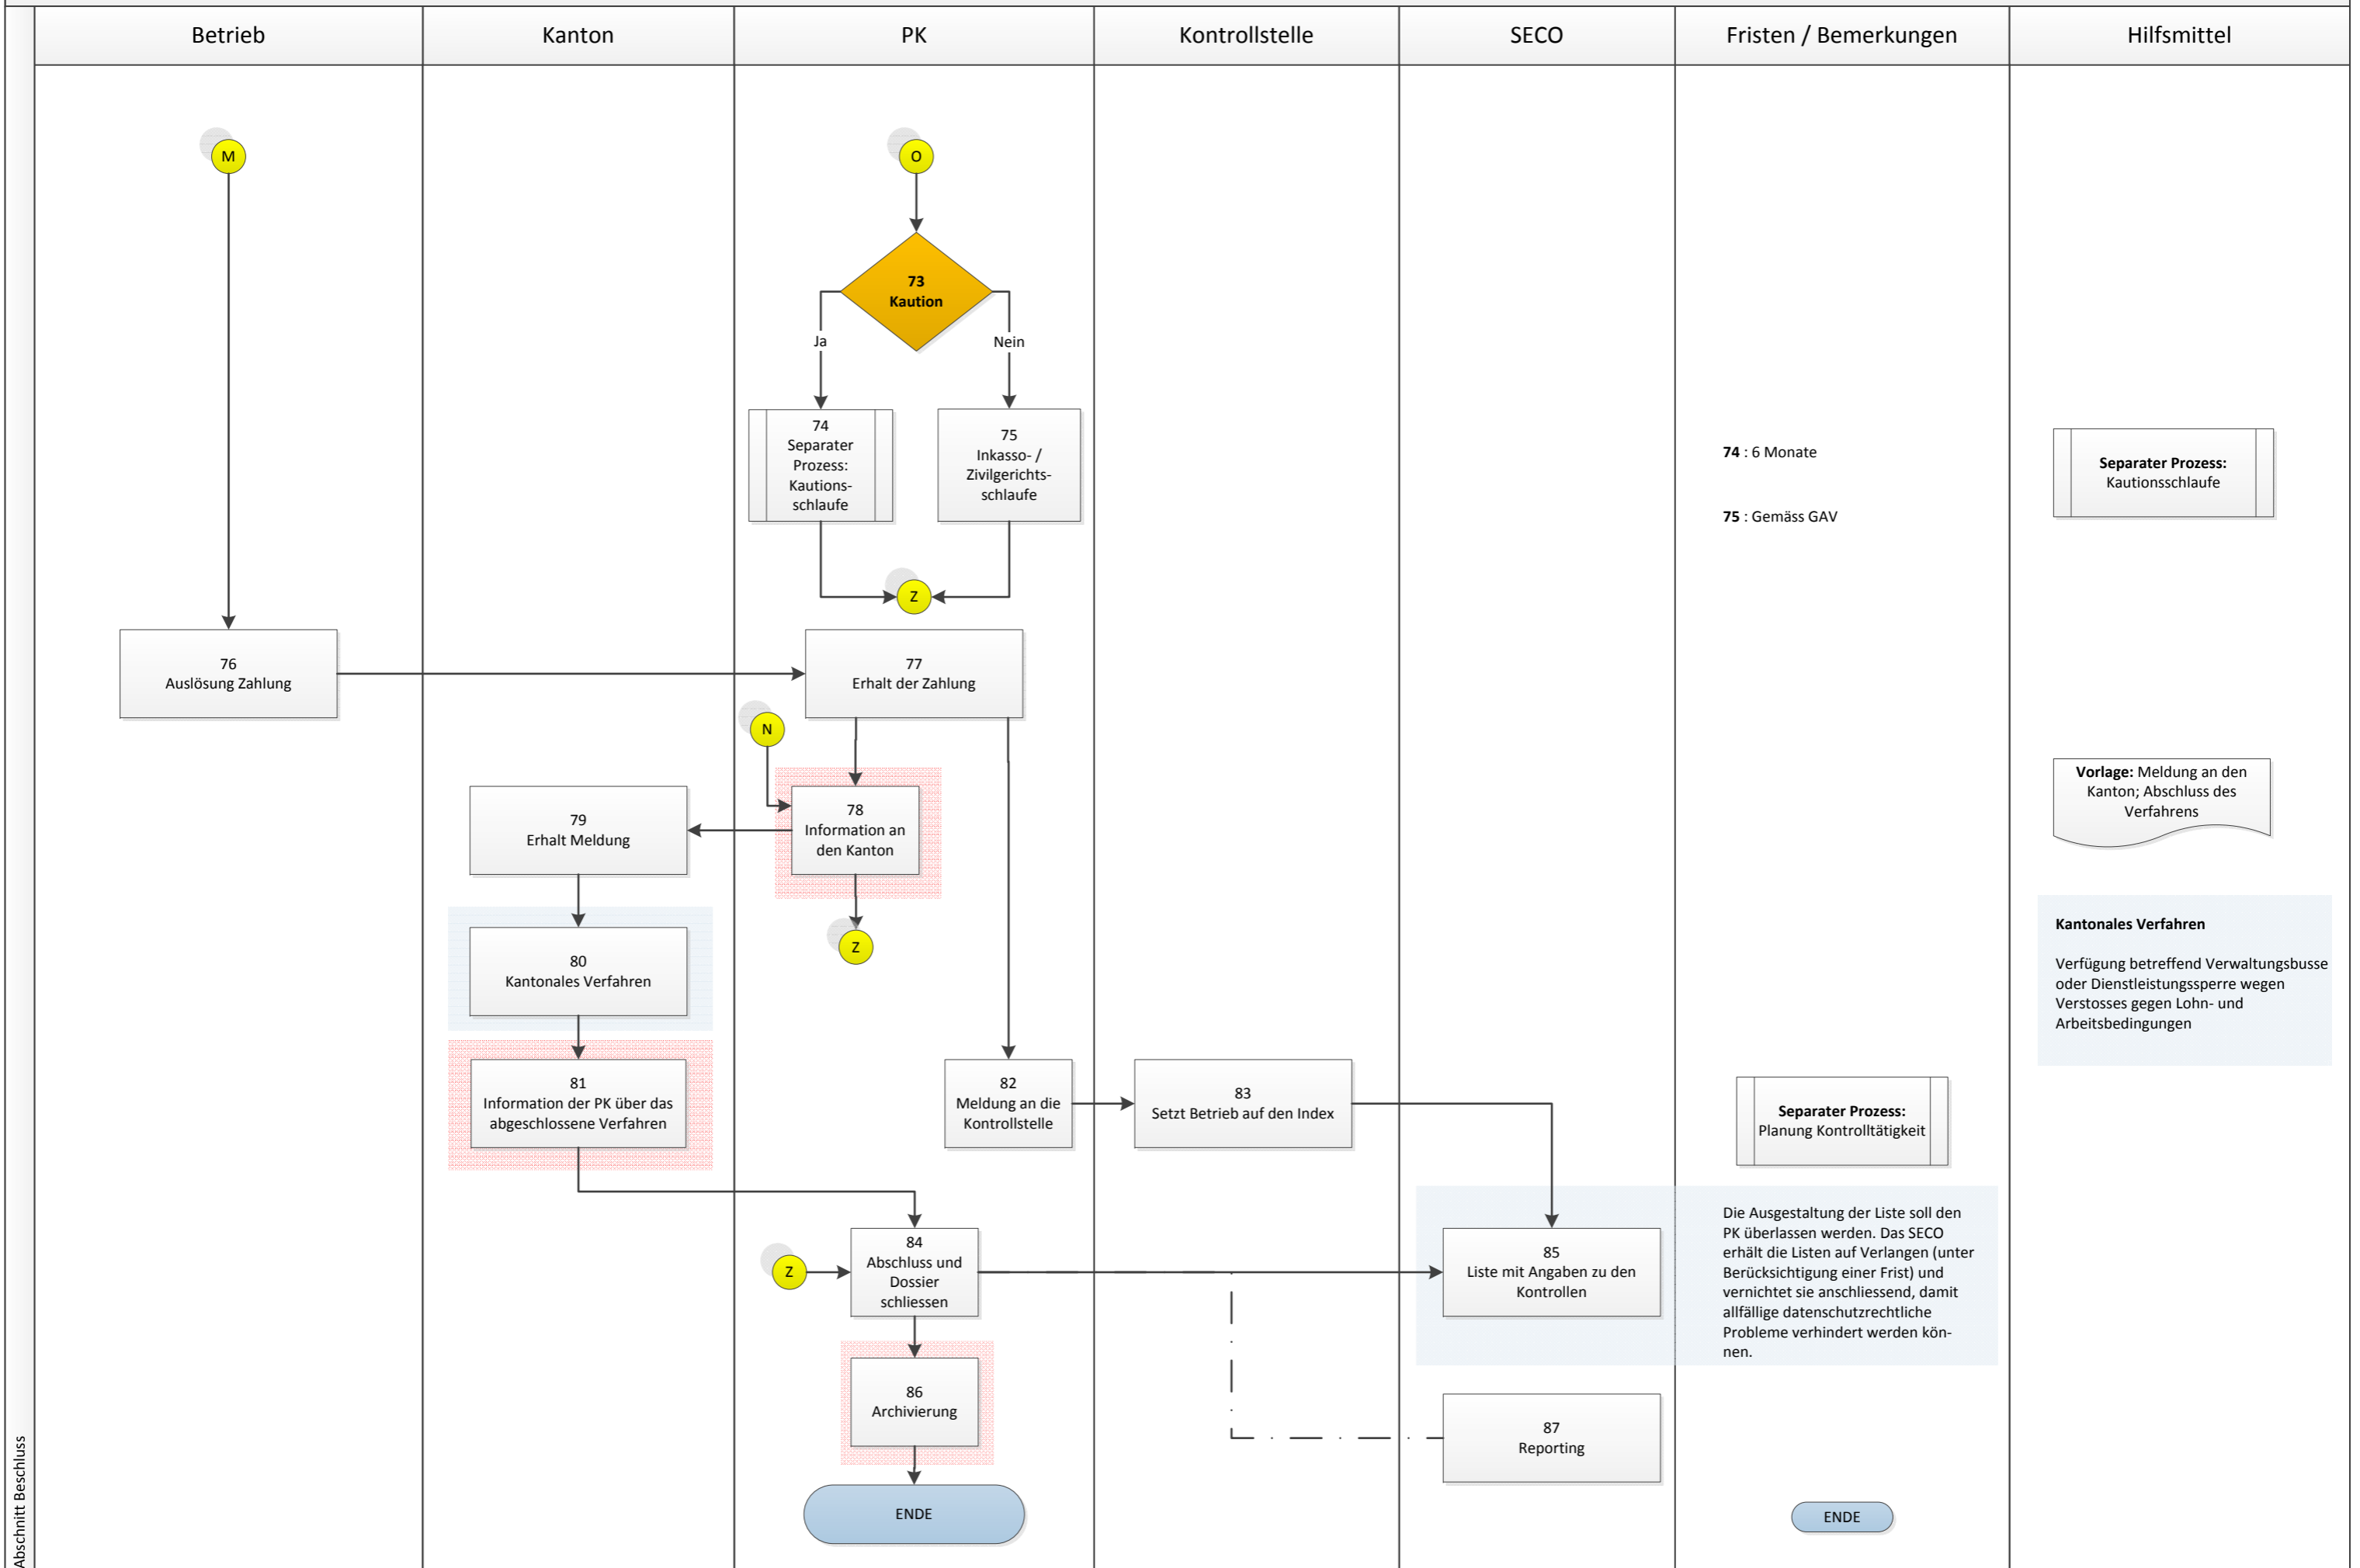 Betrieb
Kanton
PK
Kontrollstelle
SECO
Fristen / Bemerkungen
Hilfsmittel
M
O
73
Kaution
Ja
Nein
74
Separater
Prozess:
Kautions-
schlaufe
75
Inkasso- /
Zivilgerichts-
schlaufe
74 : 6 Monate
75 : Gemäss GAV
Separater Prozess:
Kautionsschlaufe
Z
76
Auslösung Zahlung
77
Erhalt der Zahlung
N
78
Information an
den Kanton
79
Erhalt Meldung
Vorlage: Meldung an den
Kanton; Abschluss des
Verfahrens
Z
80
Kantonales Verfahren
Kantonales Verfahren
Verfügung betreffend Verwaltungsbusse
oder Dienstleistungssperre wegen
Verstosses gegen Lohn- und
Arbeitsbedingungen
81
Information der PK über das
abgeschlossene Verfahren
82
Meldung an die
Kontrollstelle
83
Setzt Betrieb auf den Index
Separater Prozess:
Planung Kontrolltätigkeit
Z
84
Abschluss und
Dossier
schliessen
85
Liste mit Angaben zu den
Kontrollen
Die Ausgestaltung der Liste soll den
PK überlassen werden. Das SECO
erhält die Listen auf Verlangen (unter
Berücksichtigung einer Frist) und
vernichtet sie anschliessend, damit
allfällige datenschutzrechtliche
Probleme verhindert werden kön-
nen.
86
Archivierung
87
Reporting
ENDE
ENDE
Abschnitt Beschluss